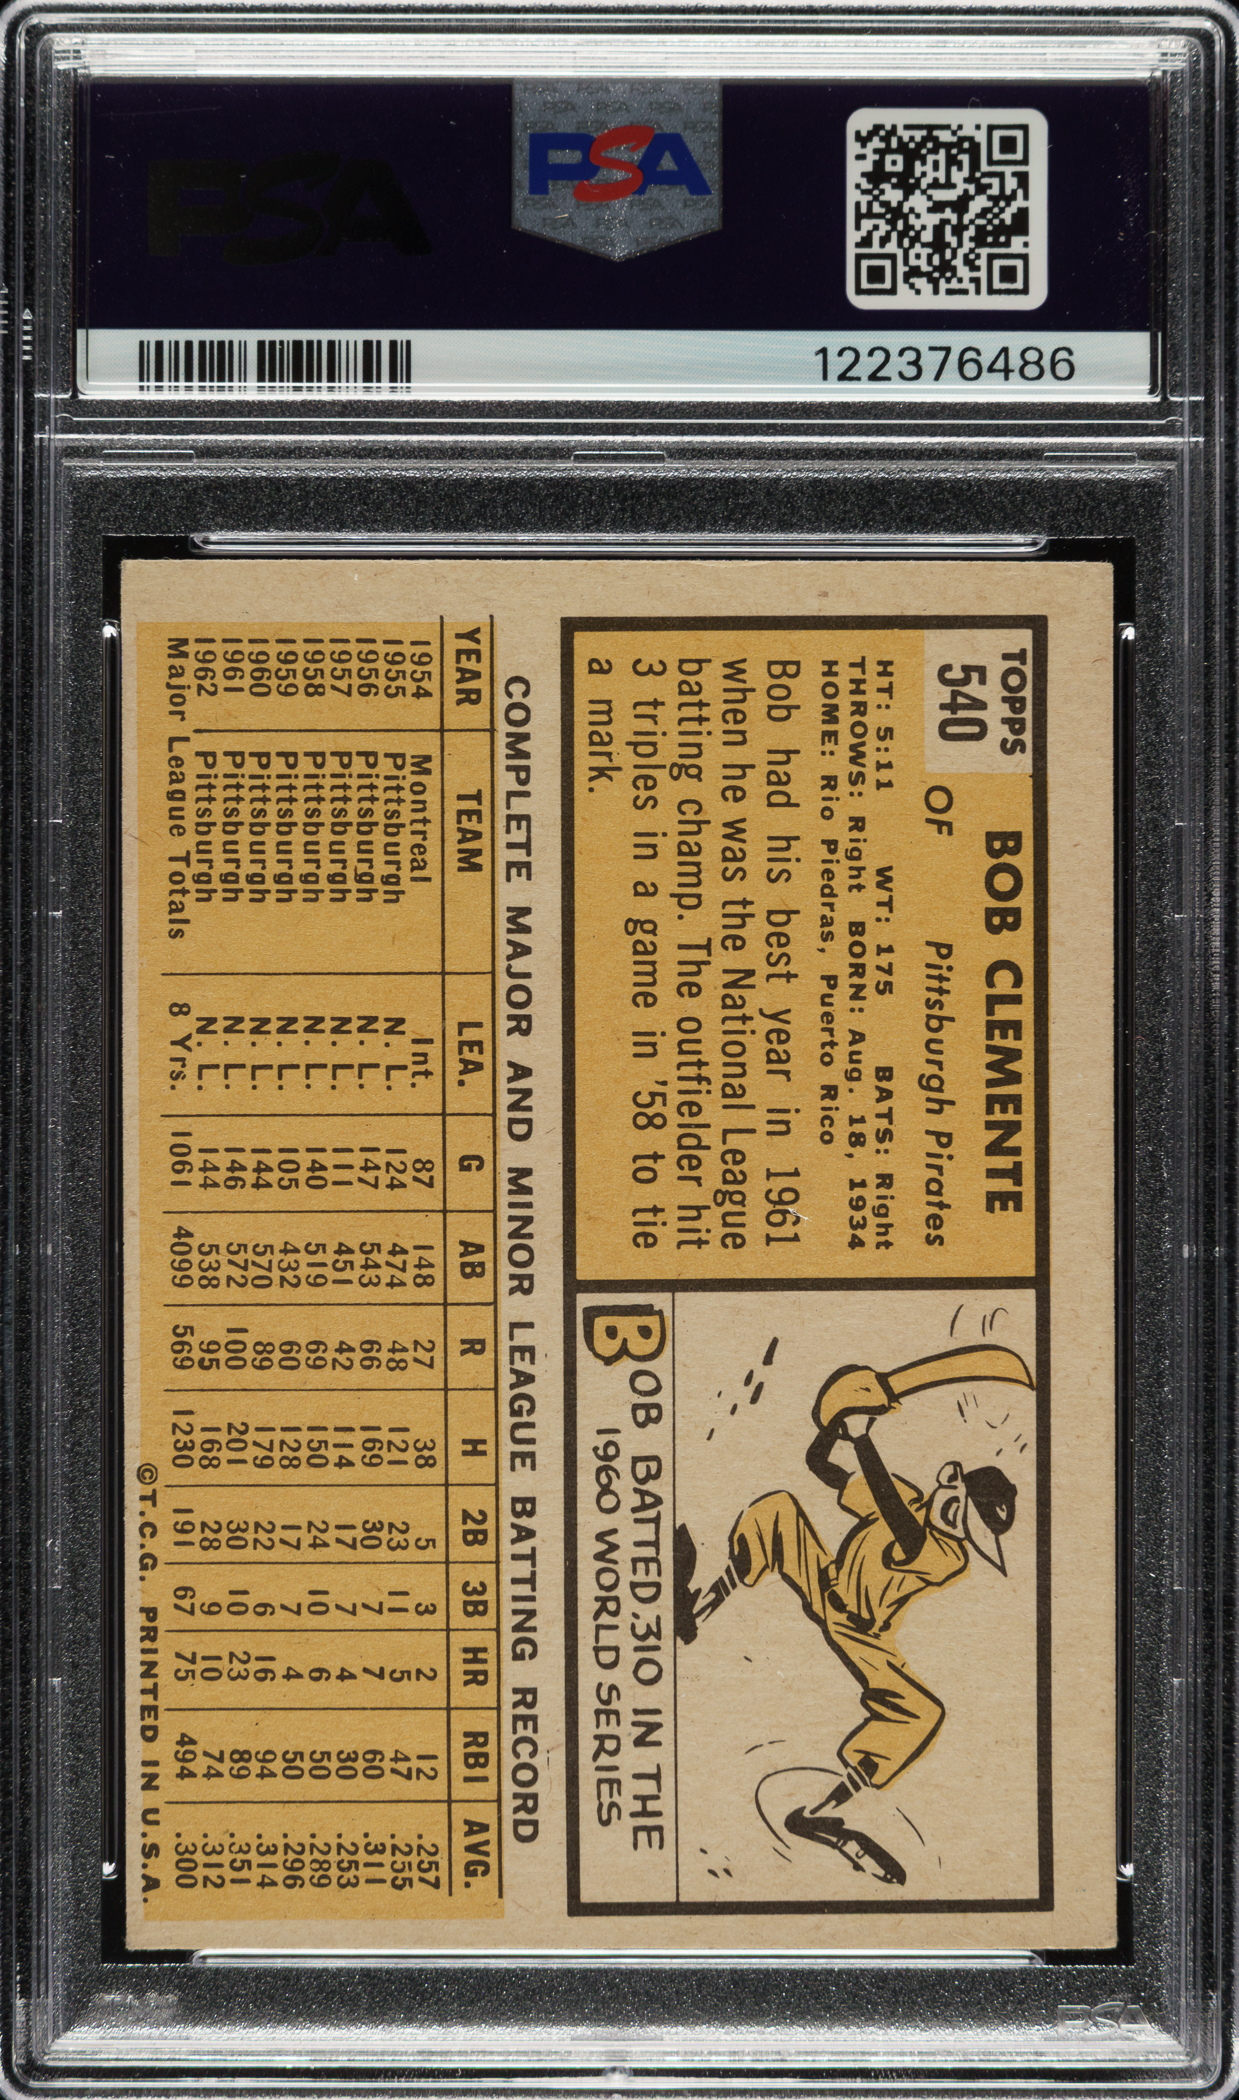 PSA
PSA
122376486
TOPPS
540
BOB CLEMENTE
OF Pittsburgh Pirates
HT: 5:11 WT: 175 BATS: Right
THROWS: Right BORN: Aug. 18, 1934
HOME: Rio Piedras, Puerto Rico
Bob had his best year in 1961
when he was the National League
batting champ. The outfielder hit
3 triples in a game in '58 to tie
a mark.
BOB BATTED .310 IN THE
1960 WORLD SERIES
COMPLETE MAJOR AND MINOR LEAGUE BATTING RECORD
YEAR TEAM LEA. G AB R H 2B 3B HR RBI AVG.
1954 Montreal Int. 87 148 27 38 5 3 2 12 .257
1955 Pittsburgh N. L. 124 474 48 121 23 11 5 47 .255
1956 Pittsburgh N. L. 147 543 66 169 30 7 7 60 .311
1957 Pittsburgh N. L. 111 451 42 114 17 7 4 30 .253
1958 Pittsburgh N. L. 140 519 69 150 24 10 6 50 .289
1959 Pittsburgh N. L. 105 432 60 128 17 7 4 50 .296
1960 Pittsburgh N. L. 144 570 89 179 22 6 16 94 .314
1961 Pittsburgh N. L. 146 572 100 201 30 10 23 89 .351
1962 Pittsburgh N. L. 144 538 95 168 28 9 10 74 .312
Major League Totals 8 Yrs. 1061 4099 569 1230 191 67 75 494 .300
©T.C.G. PRINTED IN U.S.A.
PSA